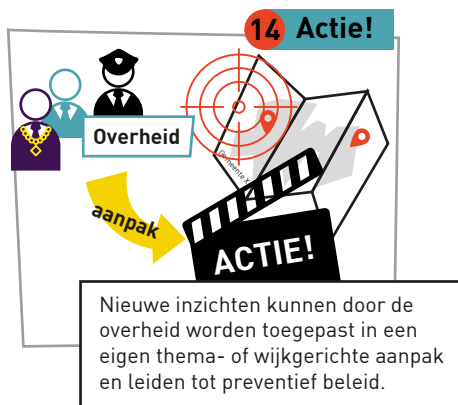 14 Actie!
Overheid
Gemeente X
aanpak
ACTIE!
Nieuwe inzichten kunnen door de
overheid worden toegepast in een
eigen thema- of wijkgerichte aanpak
en leiden tot preventief beleid.